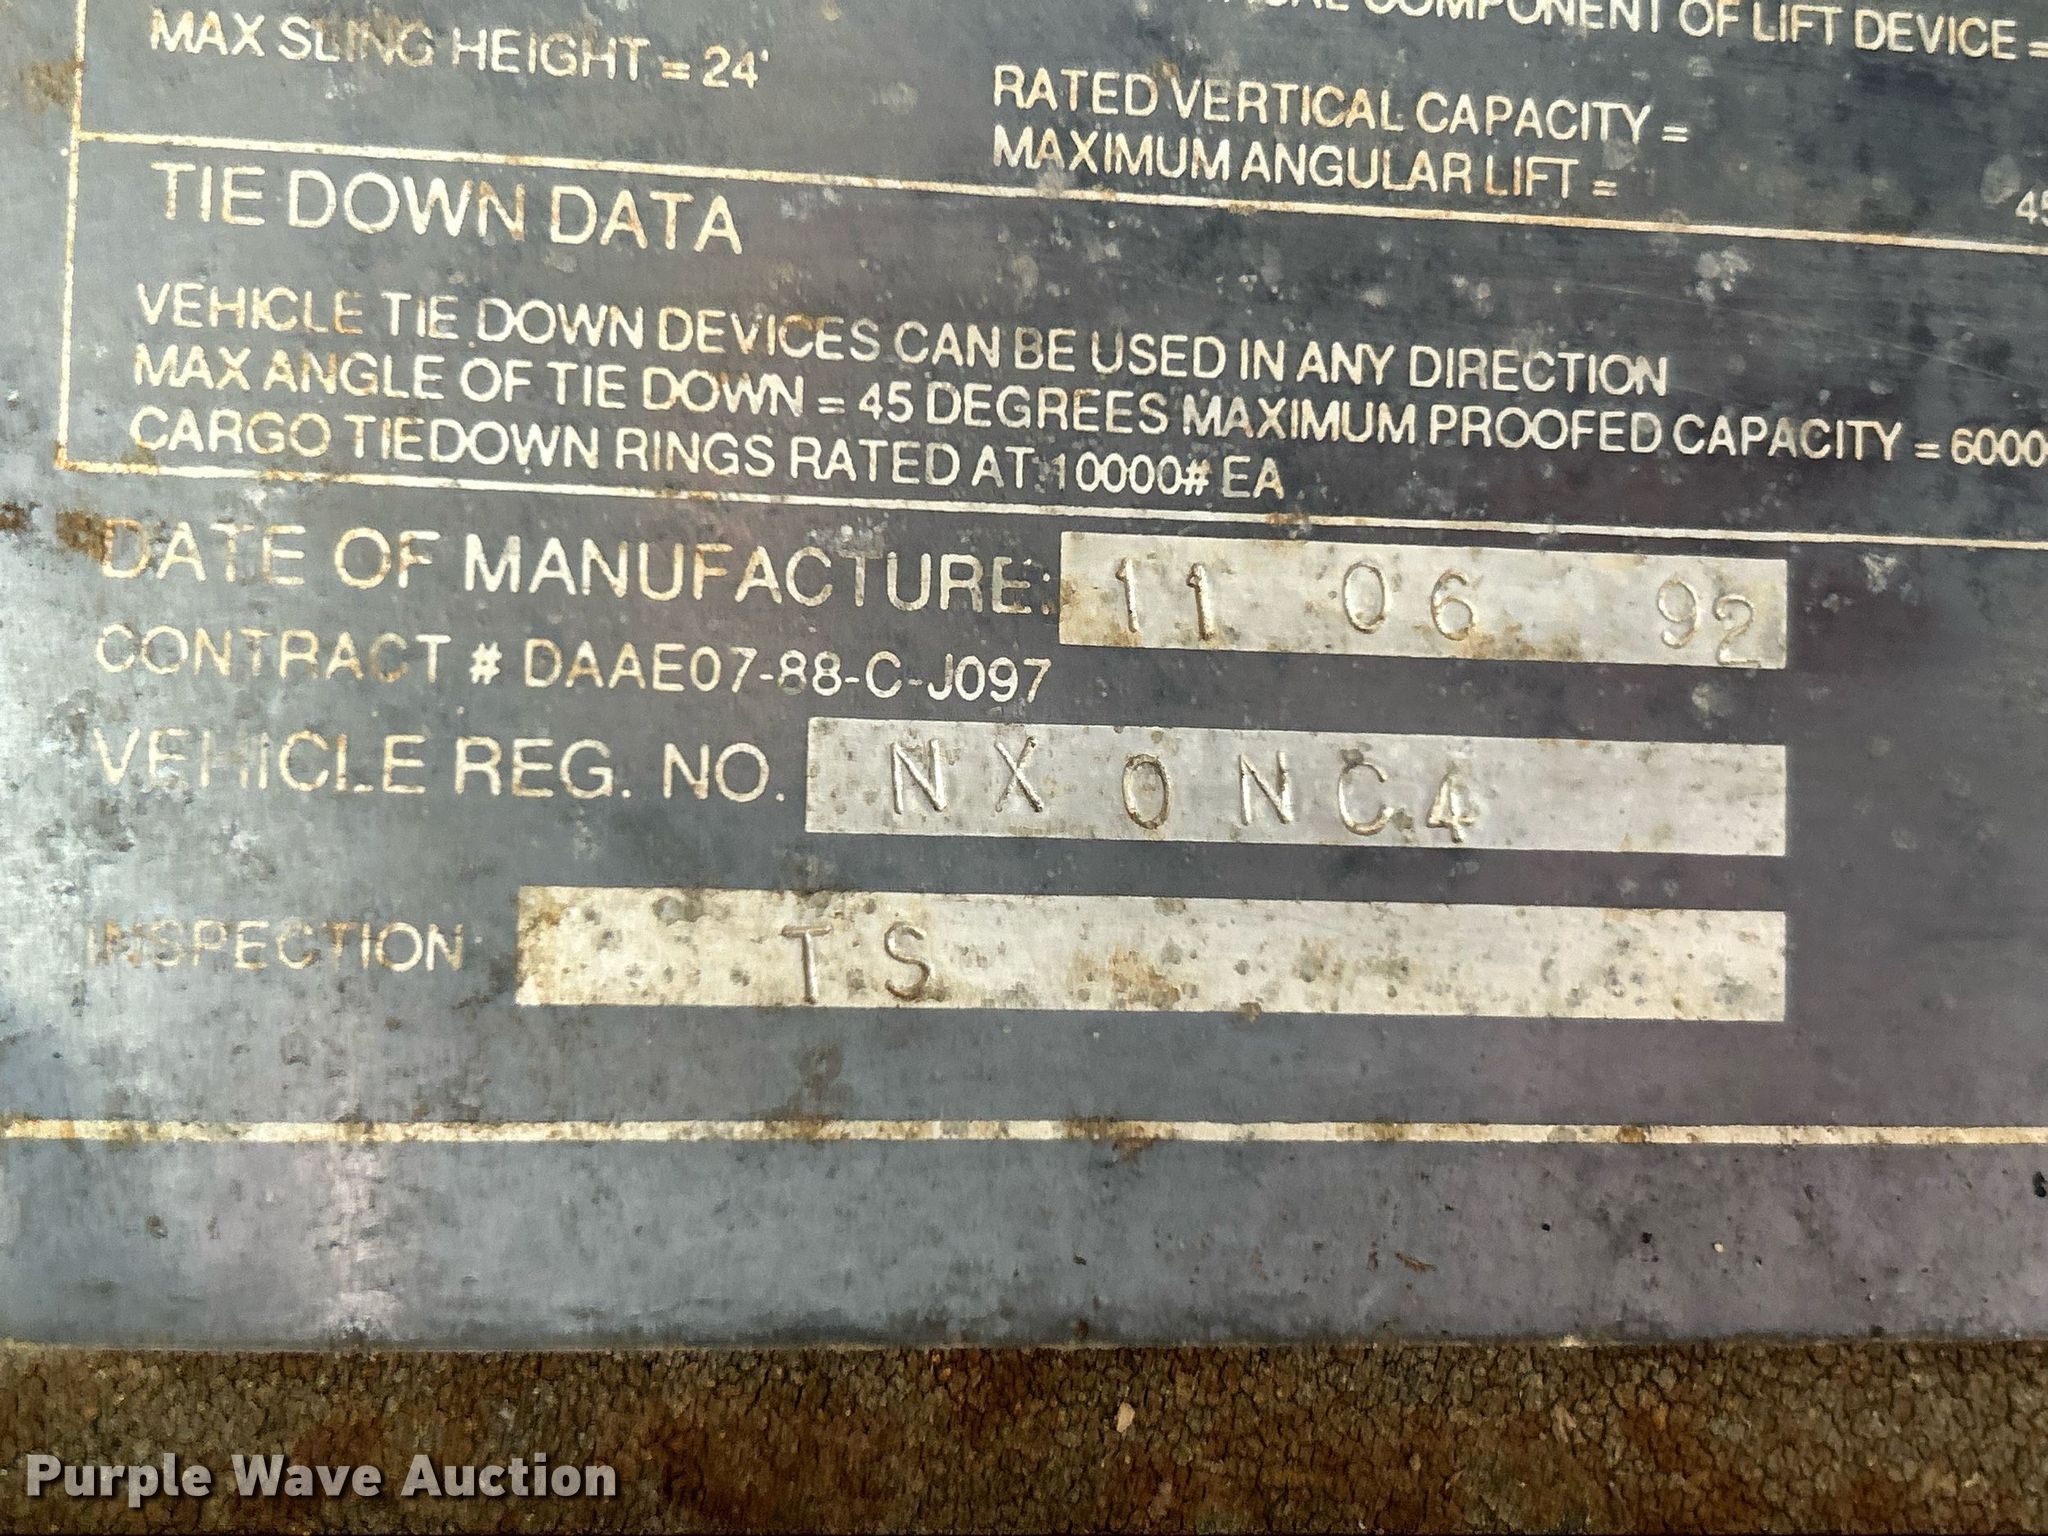 COMPONENT OF LIFT DEVICE =
MAX SLING HEIGHT = 24'
RATED VERTICAL CAPACITY =
MAXIMUM ANGULAR LIFT = 45
TIE DOWN DATA
VEHICLE TIE DOWN DEVICES CAN BE USED IN ANY DIRECTION
MAX ANGLE OF TIE DOWN = 45 DEGREES MAXIMUM PROOFED CAPACITY = 6000
CARGO TIEDOWN RINGS RATED AT 10000# EA
DATE OF MANUFACTURE: 11 06 92
CONTRACT # DAAE07-88-C-J097
VEHICLE REG. NO. NX0NC4
INSPECTION TS
Purple Wave Auction